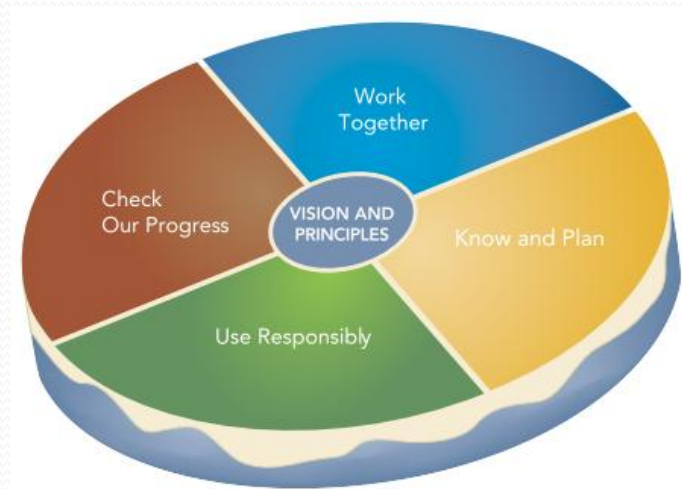 Work
Together
Check
Our Progress
VISION AND
PRINCIPLES
Know and Plan
Use Responsibly